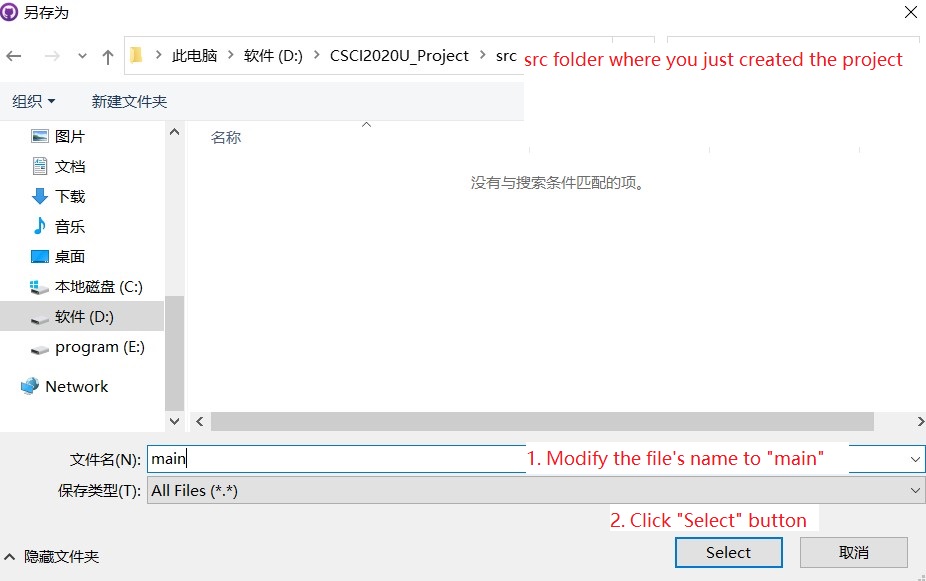 另存为
此电脑 > 软件 (D:) > CSCI2020U_Project > src
src folder where you just created the project
组织 新建文件夹
图片
文档
下载
音乐
桌面
本地磁盘 (C:)
软件 (D:)
program (E:)
Network
名称
没有与搜索条件匹配的项。
文件名(N): main
1. Modify the file's name to "main"
保存类型(T): All Files (*.*)
2. Click "Select" button
隐藏文件夹
Select 取消